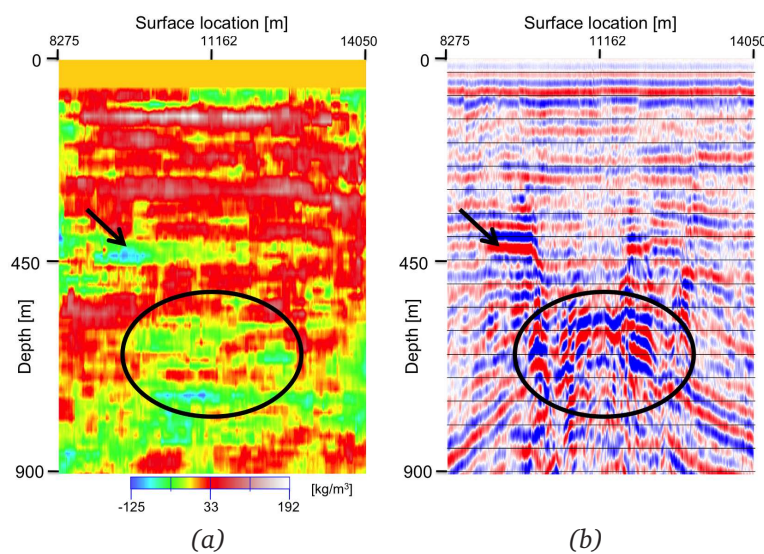 Surface location [m]
8275 11162 14050
0
450
900
Depth [m]
-125 33 192 [kg/m³]
(a)
Surface location [m]
8275 11162 14050
0
450
900
Depth [m]
(b)